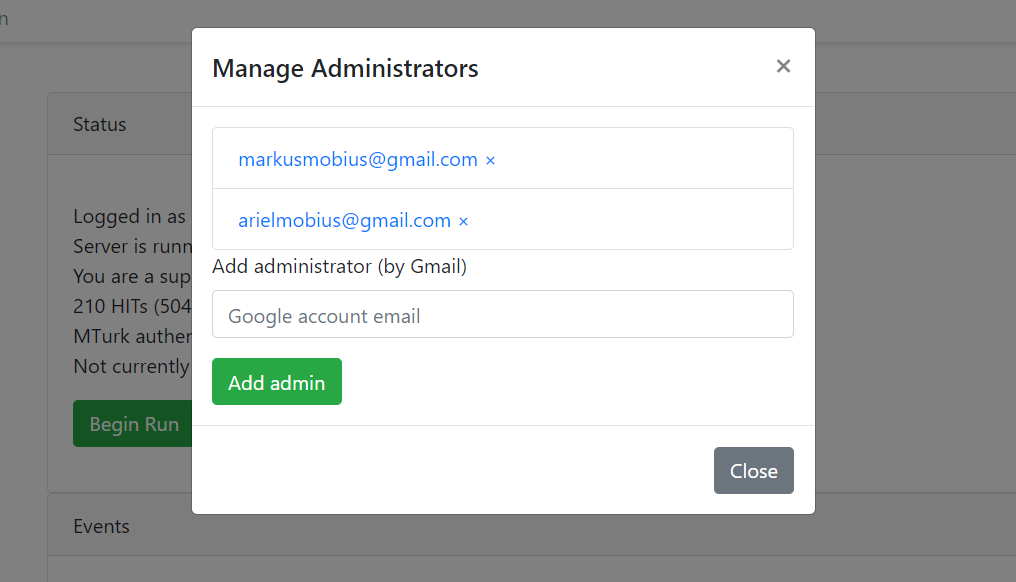 n
Manage Administrators ×
Status
markusmobius@gmail.com ×
arielmobius@gmail.com ×
Logged in as
Server is runn
You are a sup
210 HITs (504
MTurk auther
Not currently
Add administrator (by Gmail)
Google account email
Add admin
Begin Run
Close
Events